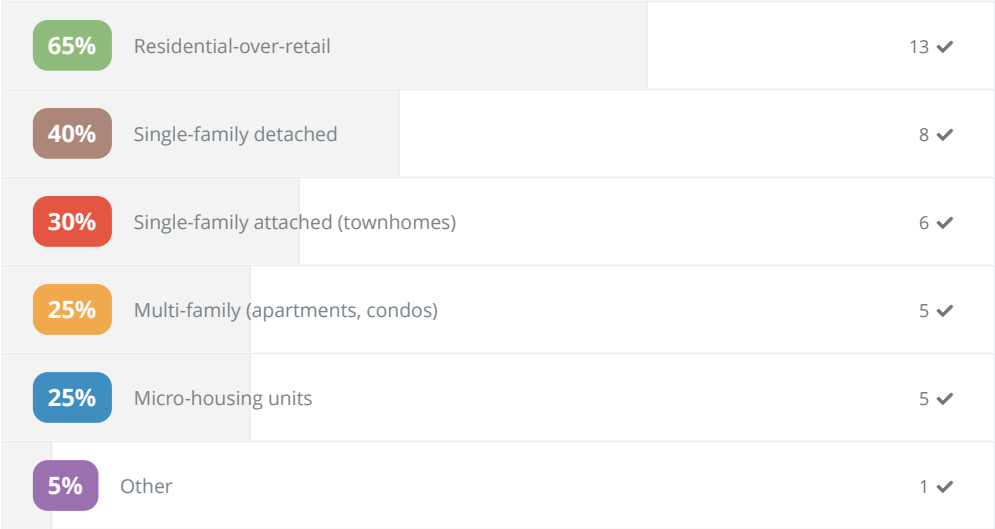 65% Residential-over-retail 13 ✔
40% Single-family detached 8 ✔
30% Single-family attached (townhomes) 6 ✔
25% Multi-family (apartments, condos) 5 ✔
25% Micro-housing units 5 ✔
5% Other 1 ✔